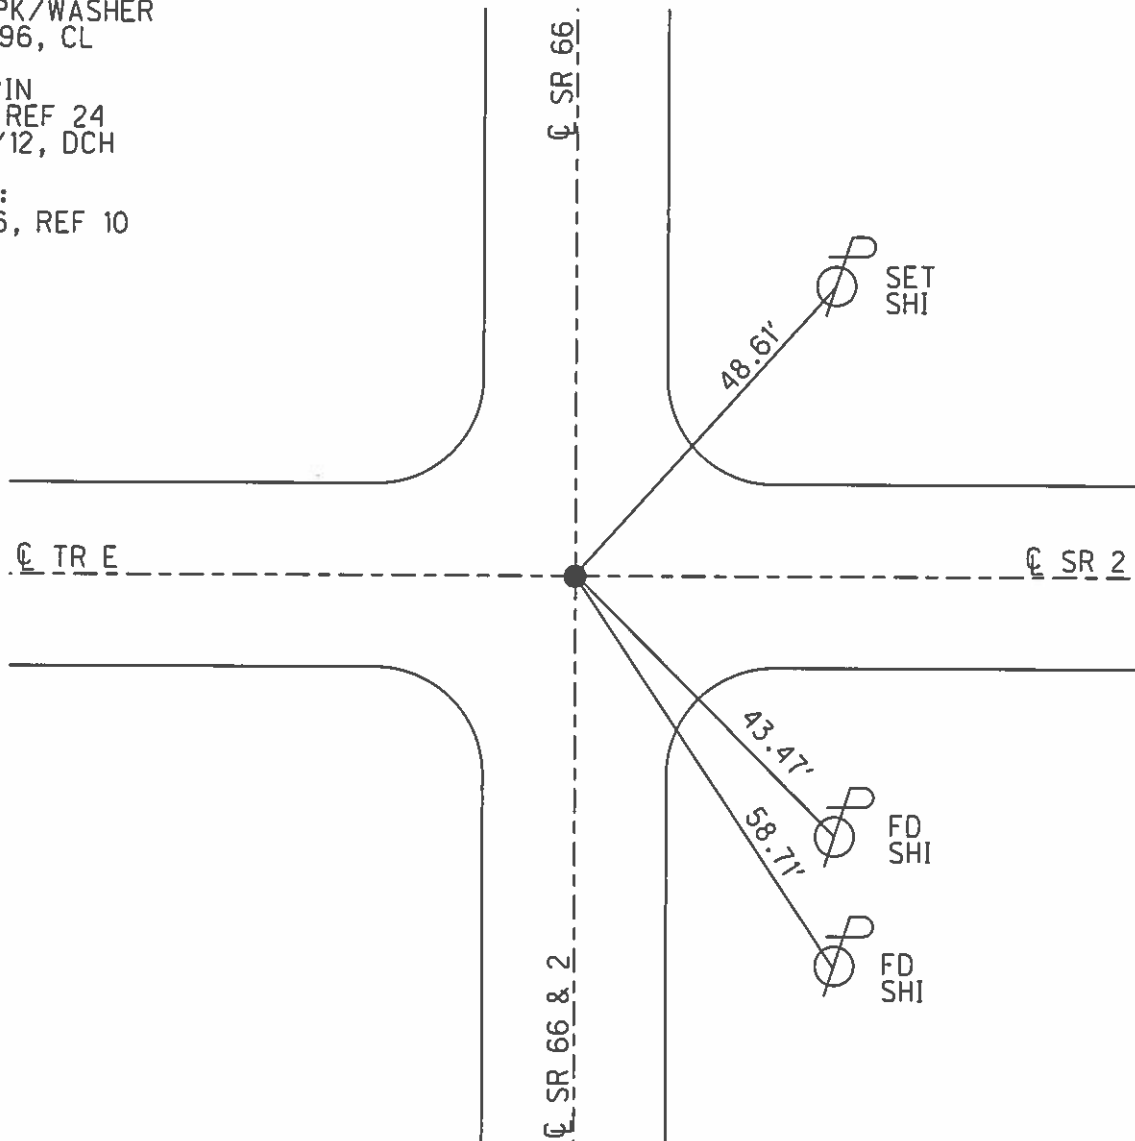 PK/WASHER
96, CL
IN
REF 24
/12, DCH
:
6, REF 10
℄ SR 66
SET
SHI
48.61'
℄ TR E
℄ SR 2
43.47'
58.71'
FD
SHI
FD
SHI
℄ SR 66 & 2